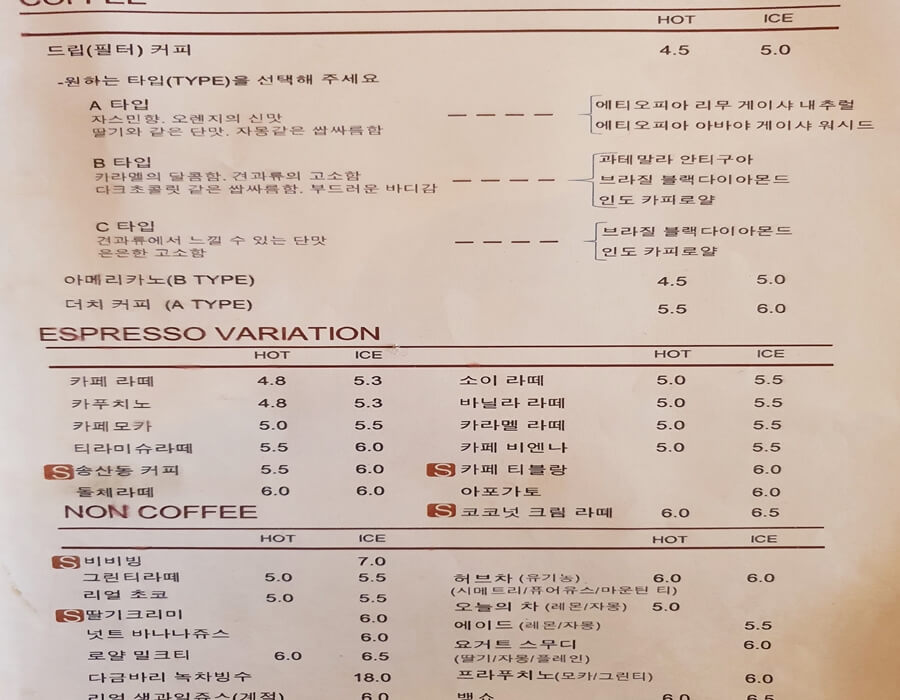 COFFEE
HOT ICE
드립(필터) 커피 4.5 5.0
-원하는 타입(TYPE)을 선택해 주세요
A 타입
자스민향. 오렌지의 신맛
딸기와 같은 단맛. 자몽같은 쌉싸름함
에티오피아 리무 게이샤 내추럴
에티오피아 아바야 게이샤 워시드
B 타입
카라멜의 달콤함. 견과류의 고소함
다크초콜릿 같은 쌉싸름함. 부드러운 바디감
과테말라 안티구아
브라질 블랙다이아몬드
인도 카피로얄
C 타입
견과류에서 느낄 수 있는 단맛
은은한 고소함
브라질 블랙다이아몬드
인도 카피로얄
아메리카노(B TYPE) 4.5 5.0
더치 커피 (A TYPE) 5.5 6.0
ESPRESSO VARIATION
HOT ICE HOT ICE
카페 라떼 4.8 5.3 소이 라떼 5.0 5.5
카푸치노 4.8 5.3 바닐라 라떼 5.0 5.5
카페모카 5.0 5.5 카라멜 라떼 5.0 5.5
티라미슈라떼 5.5 6.0 카페 비엔나 5.0 5.5
S 송산동 커피 5.5 6.0 S 카페 티블랑 6.0
돌체라떼 6.0 6.0 아포가토 6.0
S 코코넛 크림 라떼 6.0 6.5
NON COFFEE
HOT ICE HOT ICE
S 비비빙 7.0
그린티라떼 5.0 5.5 허브차 (유기농) 6.0 6.0
(시메트리/퓨어유스/마운틴 티)
리얼 초코 5.0 5.5 오늘의 차 (레몬/자몽) 5.0
S 딸기크리미 6.0 에이드 (레몬/자몽) 5.5
넛트 바나나쥬스 6.0 요거트 스무디 6.0
(딸기/자몽/플레인)
로얄 밀크티 6.0 6.5
다금바리 녹차빙수 18.0 프라푸치노(모카/그린티) 6.0
리얼 생과일쥬스(계절) 6.0 뱅쇼 6.0 6.5